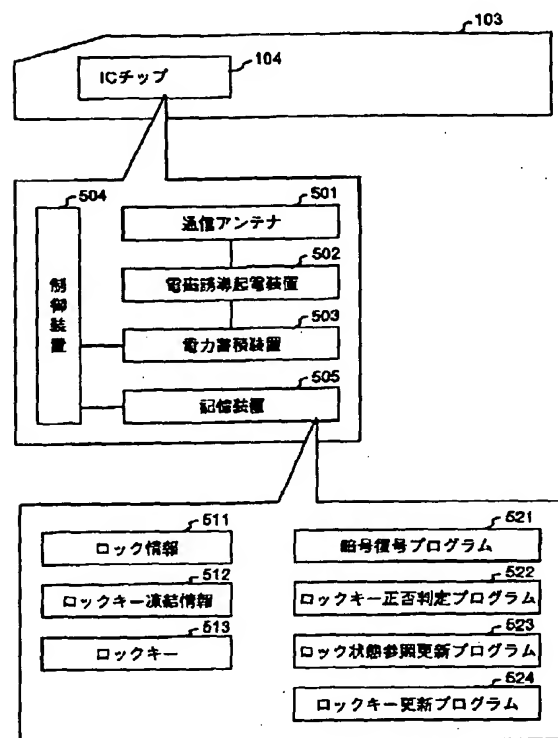 103
ICチップ
104
504
制御装置
501
通信アンテナ
502
電磁誘導起電装置
503
電力蓄積装置
505
記憶装置
511
ロック情報
512
ロックキー凍結情報
513
ロックキー
521
暗号復号プログラム
522
ロックキー正否判定プログラム
523
ロック状態参照更新プログラム
524
ロックキー更新プログラム